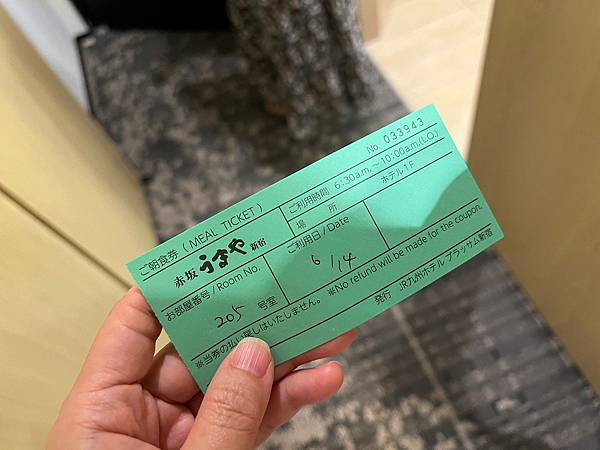 No. 033943
ご朝食券 (MEAL TICKET)
ご利用時間 6:30a.m.～10:00a.m.(L.O.)
赤坂うまや 新宿
場 所
ホテル1F
お部屋番号/Room No.
ご利用日/Date
205 号室
6/14
※当券の払い戻しはいたしません。 ※No refund will be made for the coupon.
発行 JR九州ホテル ブラッサム新宿